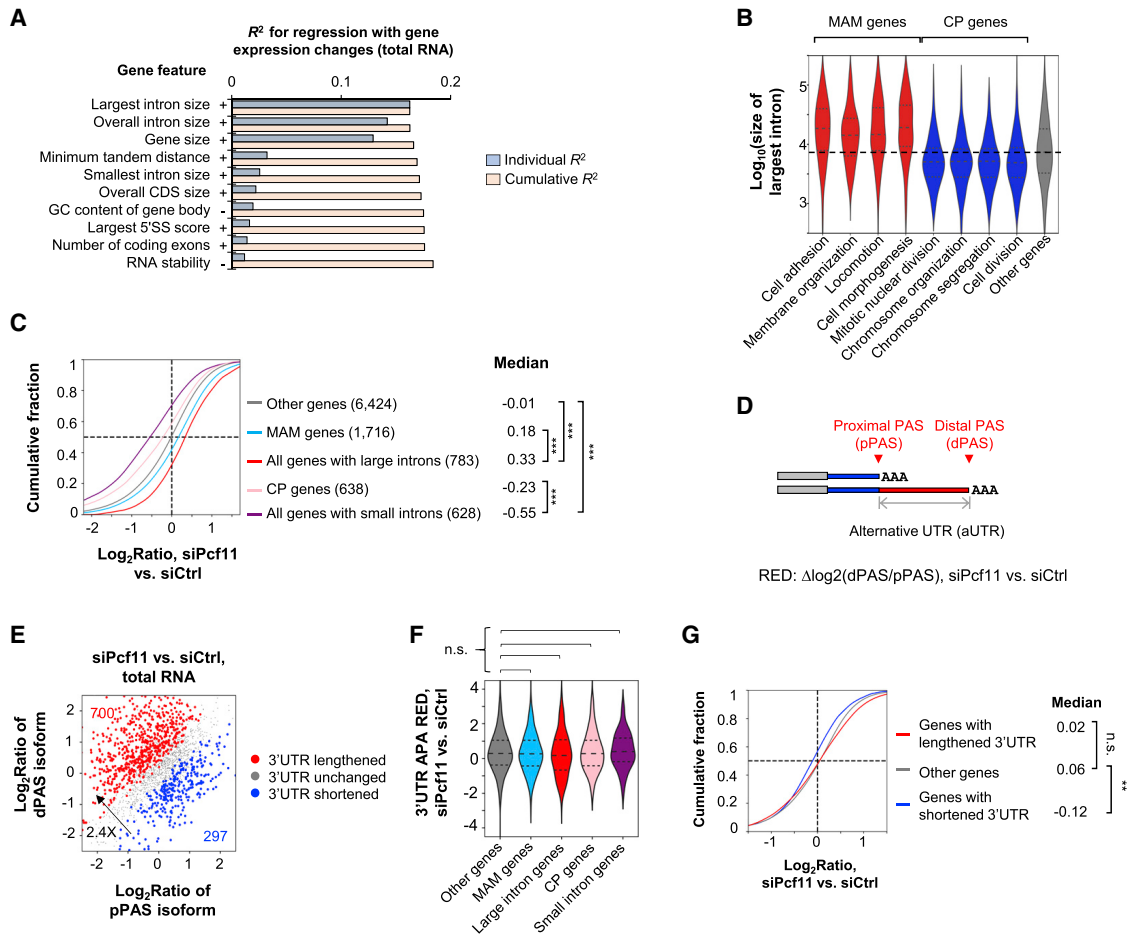 A
R² for regression with gene
expression changes (total RNA)
Gene feature
0
0.1
0.2
Largest intron size +
Overall intron size +
Gene size +
Minimum tandem distance +
Smallest intron size +
Overall CDS size +
GC content of gene body -
Largest 5'SS score +
Number of coding exons +
RNA stability -
Individual R²
Cumulative R²
B
MAM genes
CP genes
Log₁₀(size of
largest intron)
5
4
3
Cell adhesion
Membrane organization
Locomotion
Cell morphogenesis
Mitotic nuclear division
Chromosome organization
Chromosome segregation
Cell division
Other genes
C
Cumulative fraction
1
0.8
0.6
0.4
0.2
0
-2
-1
0
1
Log₂Ratio, siPcf11
vs. siCtrl
Median
Other genes (6,424) -0.01
MAM genes (1,716) 0.18
All genes with large introns (783) 0.33
CP genes (638) -0.23
All genes with small introns (628) -0.55
***
***
***
***
D
Proximal PAS
(pPAS)
Distal PAS
(dPAS)
AAA
AAA
Alternative UTR (aUTR)
RED: Δlog2(dPAS/pPAS), siPcf11 vs. siCtrl
E
siPcf11 vs. siCtrl,
total RNA
Log₂Ratio of
dPAS isoform
2
1
0
-1
-2
700
2.4X
297
-2
-1
0
1
2
Log₂Ratio of
pPAS isoform
3'UTR lengthened
3'UTR unchanged
3'UTR shortened
F
n.s.
3'UTR APA RED,
siPcf11 vs. siCtrl
4
2
0
-2
-4
Other genes
MAM genes
Large intron genes
CP genes
Small intron genes
G
Cumulative fraction
1
0.8
0.6
0.4
0.2
0
-1
0
1
Log₂Ratio,
siPcf11 vs. siCtrl
Median
Genes with
lengthened 3'UTR
0.02
Other genes
0.06
Genes with
shortened 3'UTR
-0.12
n.s.
**